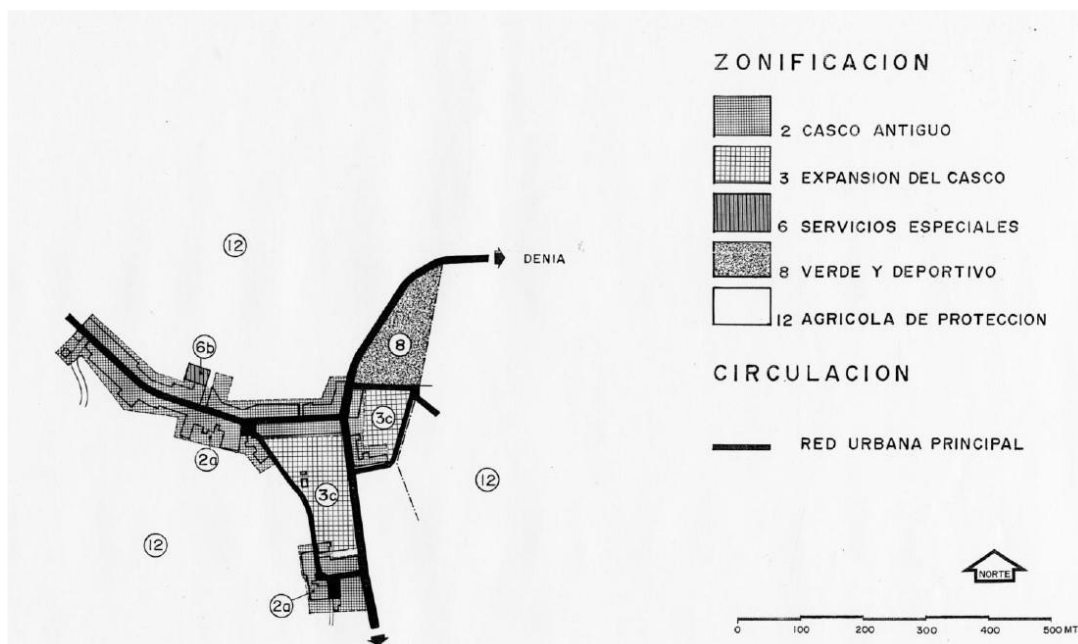 ZONIFICACION
2 CASCO ANTIGUO
3 EXPANSION DEL CASCO
6 SERVICIOS ESPECIALES
8 VERDE Y DEPORTIVO
12 AGRICOLA DE PROTECCION
CIRCULACION
RED URBANA PRINCIPAL
NORTE
0 100 200 300 400 500 MT
12
DENIA
8
6b
3c
2a
12
3c
12
2a